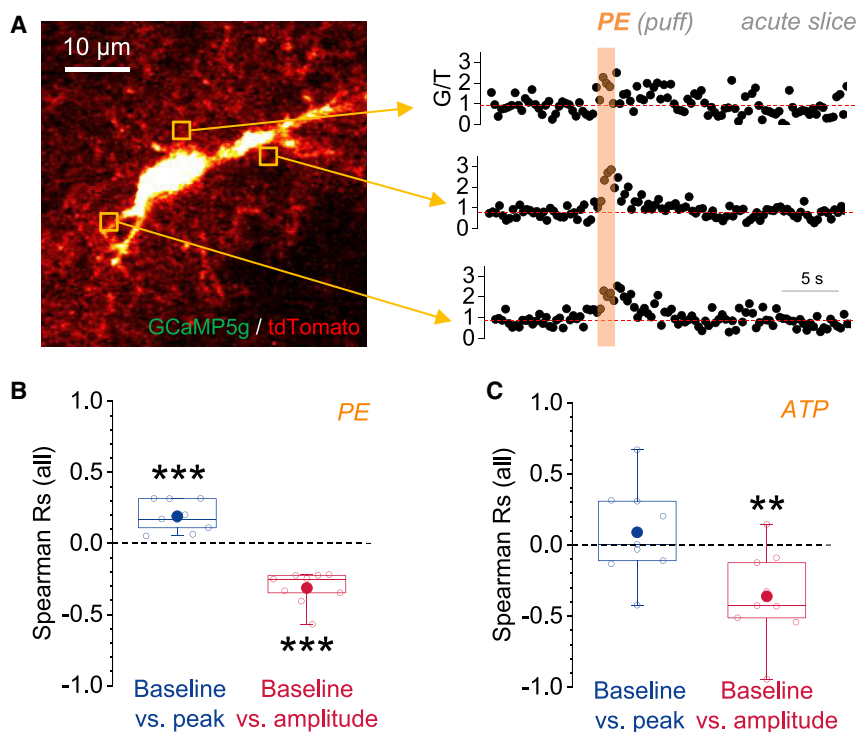 A
10 µm
GCaMP5g / tdTomato
PE (puff) acute slice
G/T
3
2
1
0
3
2
1
0
3
2
1
0
5 s
B
PE
Spearman Rs (all)
1.0
0.5
0.0
-0.5
-1.0
***
***
Baseline
vs. peak
Baseline
vs. amplitude
C
ATP
Spearman Rs (all)
1.0
0.5
0.0
-0.5
-1.0
**
Baseline
vs. peak
Baseline
vs. amplitude